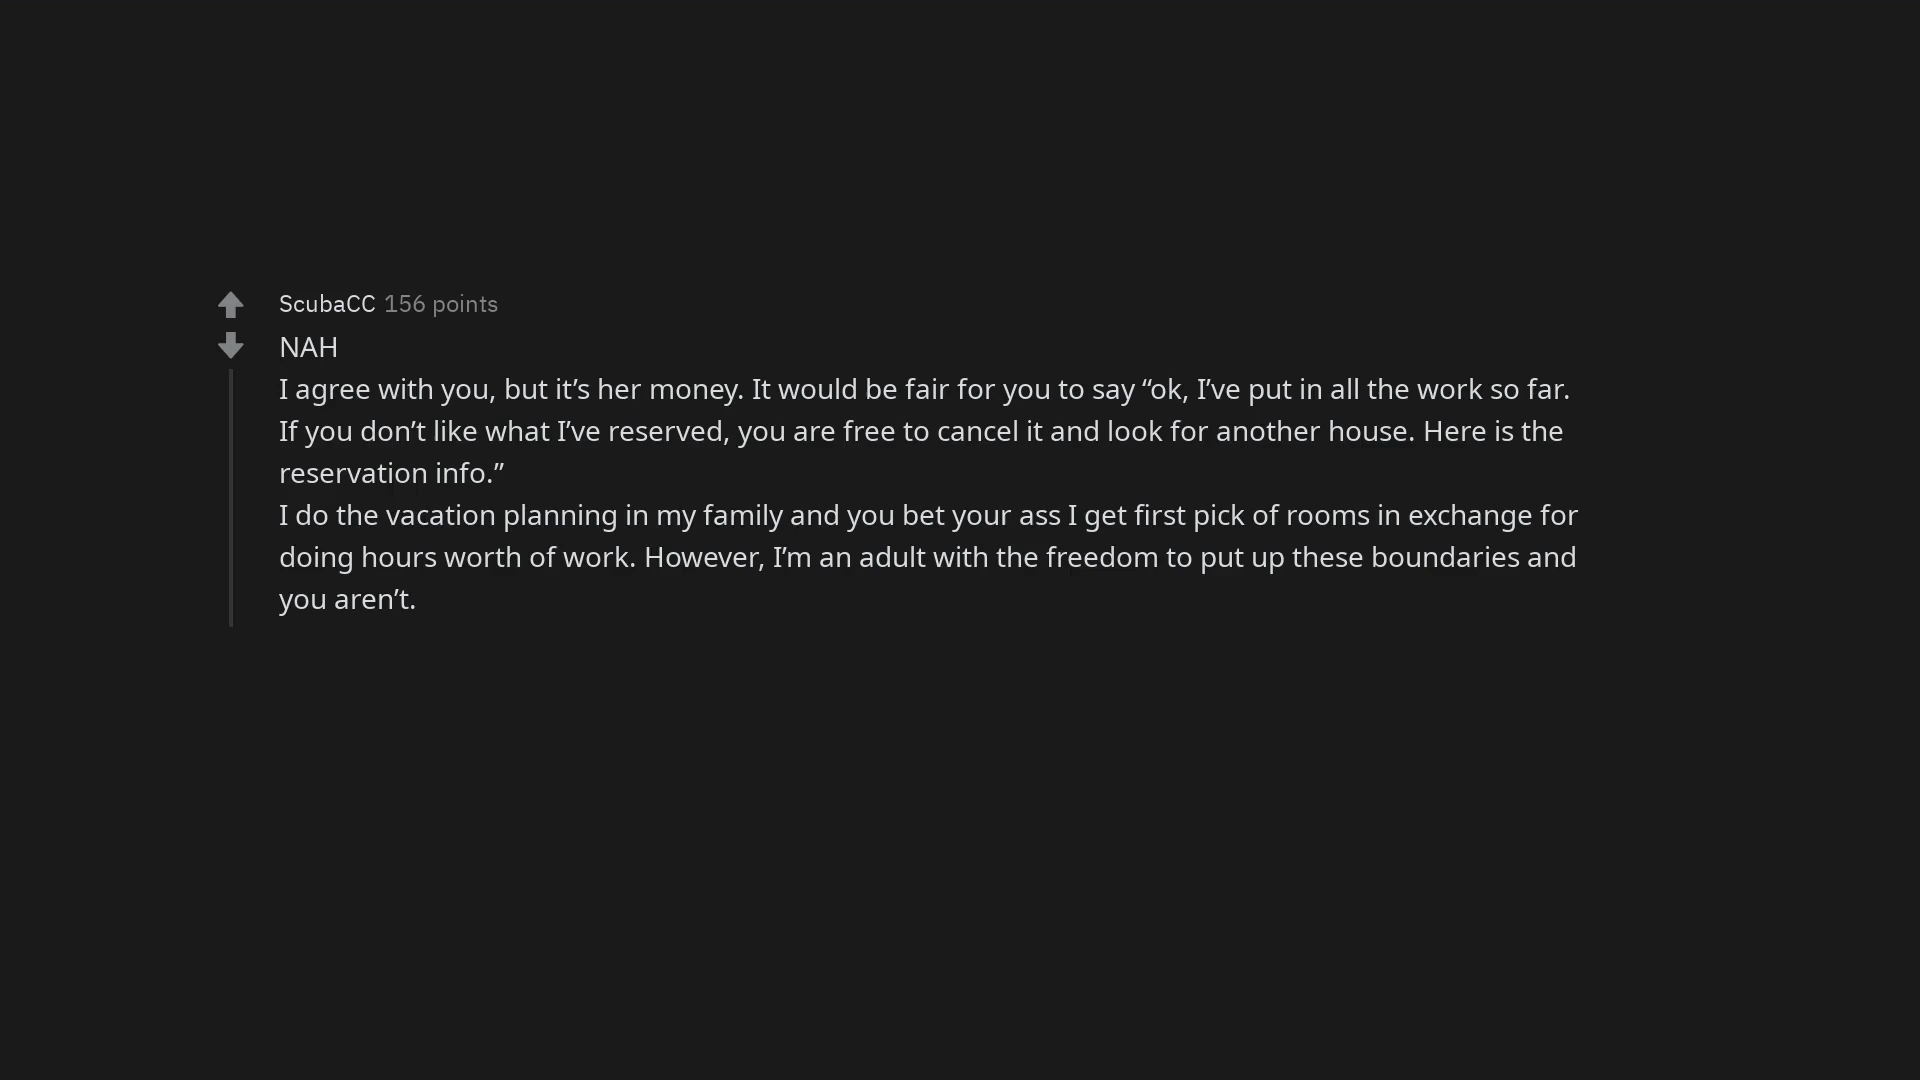 ScubaCC 156 points
NAH
I agree with you, but it’s her money. It would be fair for you to say “ok, I’ve put in all the work so far.
If you don’t like what I’ve reserved, you are free to cancel it and look for another house. Here is the
reservation info.”
I do the vacation planning in my family and you bet your ass I get first pick of rooms in exchange for
doing hours worth of work. However, I’m an adult with the freedom to put up these boundaries and
you aren’t.